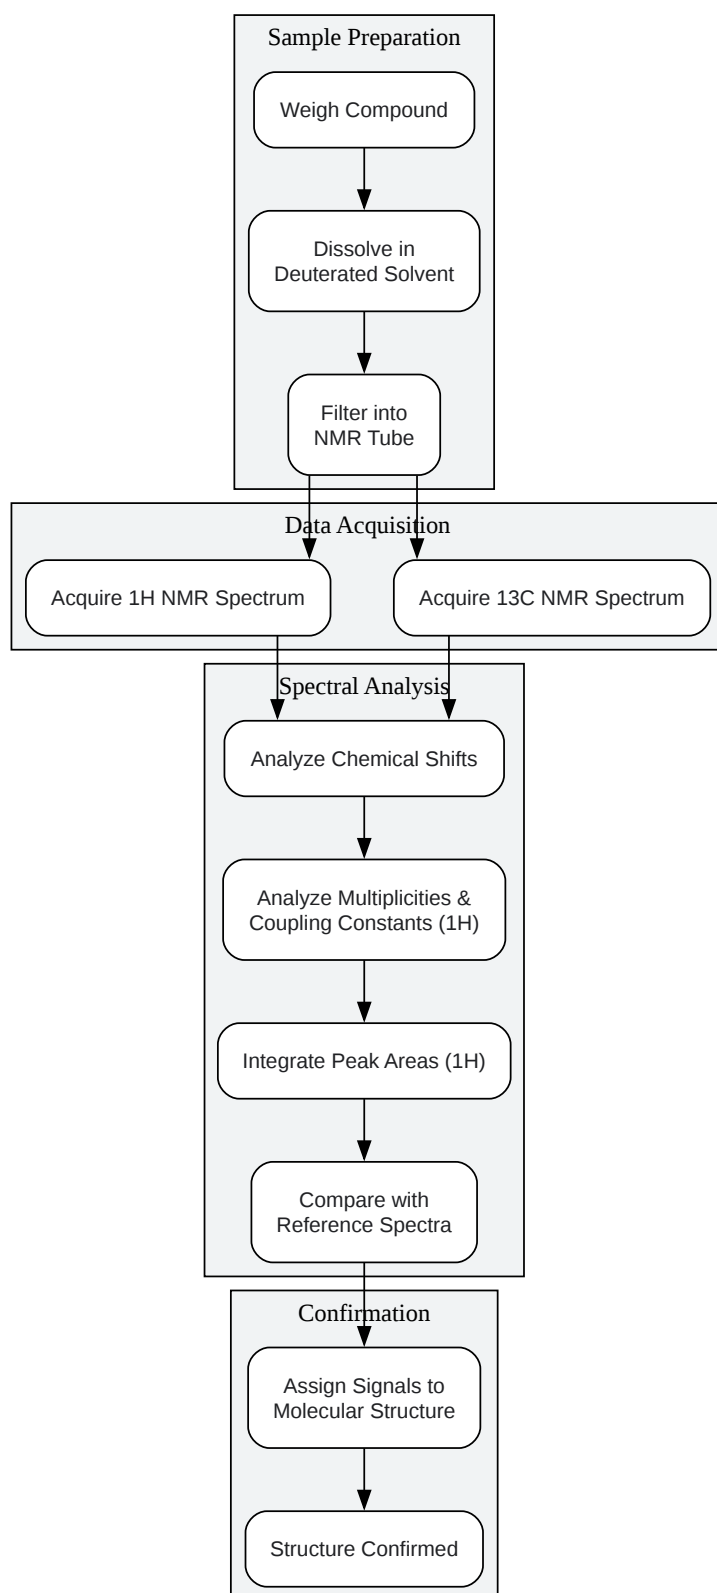 Sample Preparation
Weigh Compound
Dissolve in
Deuterated Solvent
Filter into
NMR Tube
Data Acquisition
Acquire 1H NMR Spectrum
Acquire 13C NMR Spectrum
Spectral Analysis
Analyze Chemical Shifts
Analyze Multiplicities &
Coupling Constants (1H)
Integrate Peak Areas (1H)
Compare with
Reference Spectra
Confirmation
Assign Signals to
Molecular Structure
Structure Confirmed